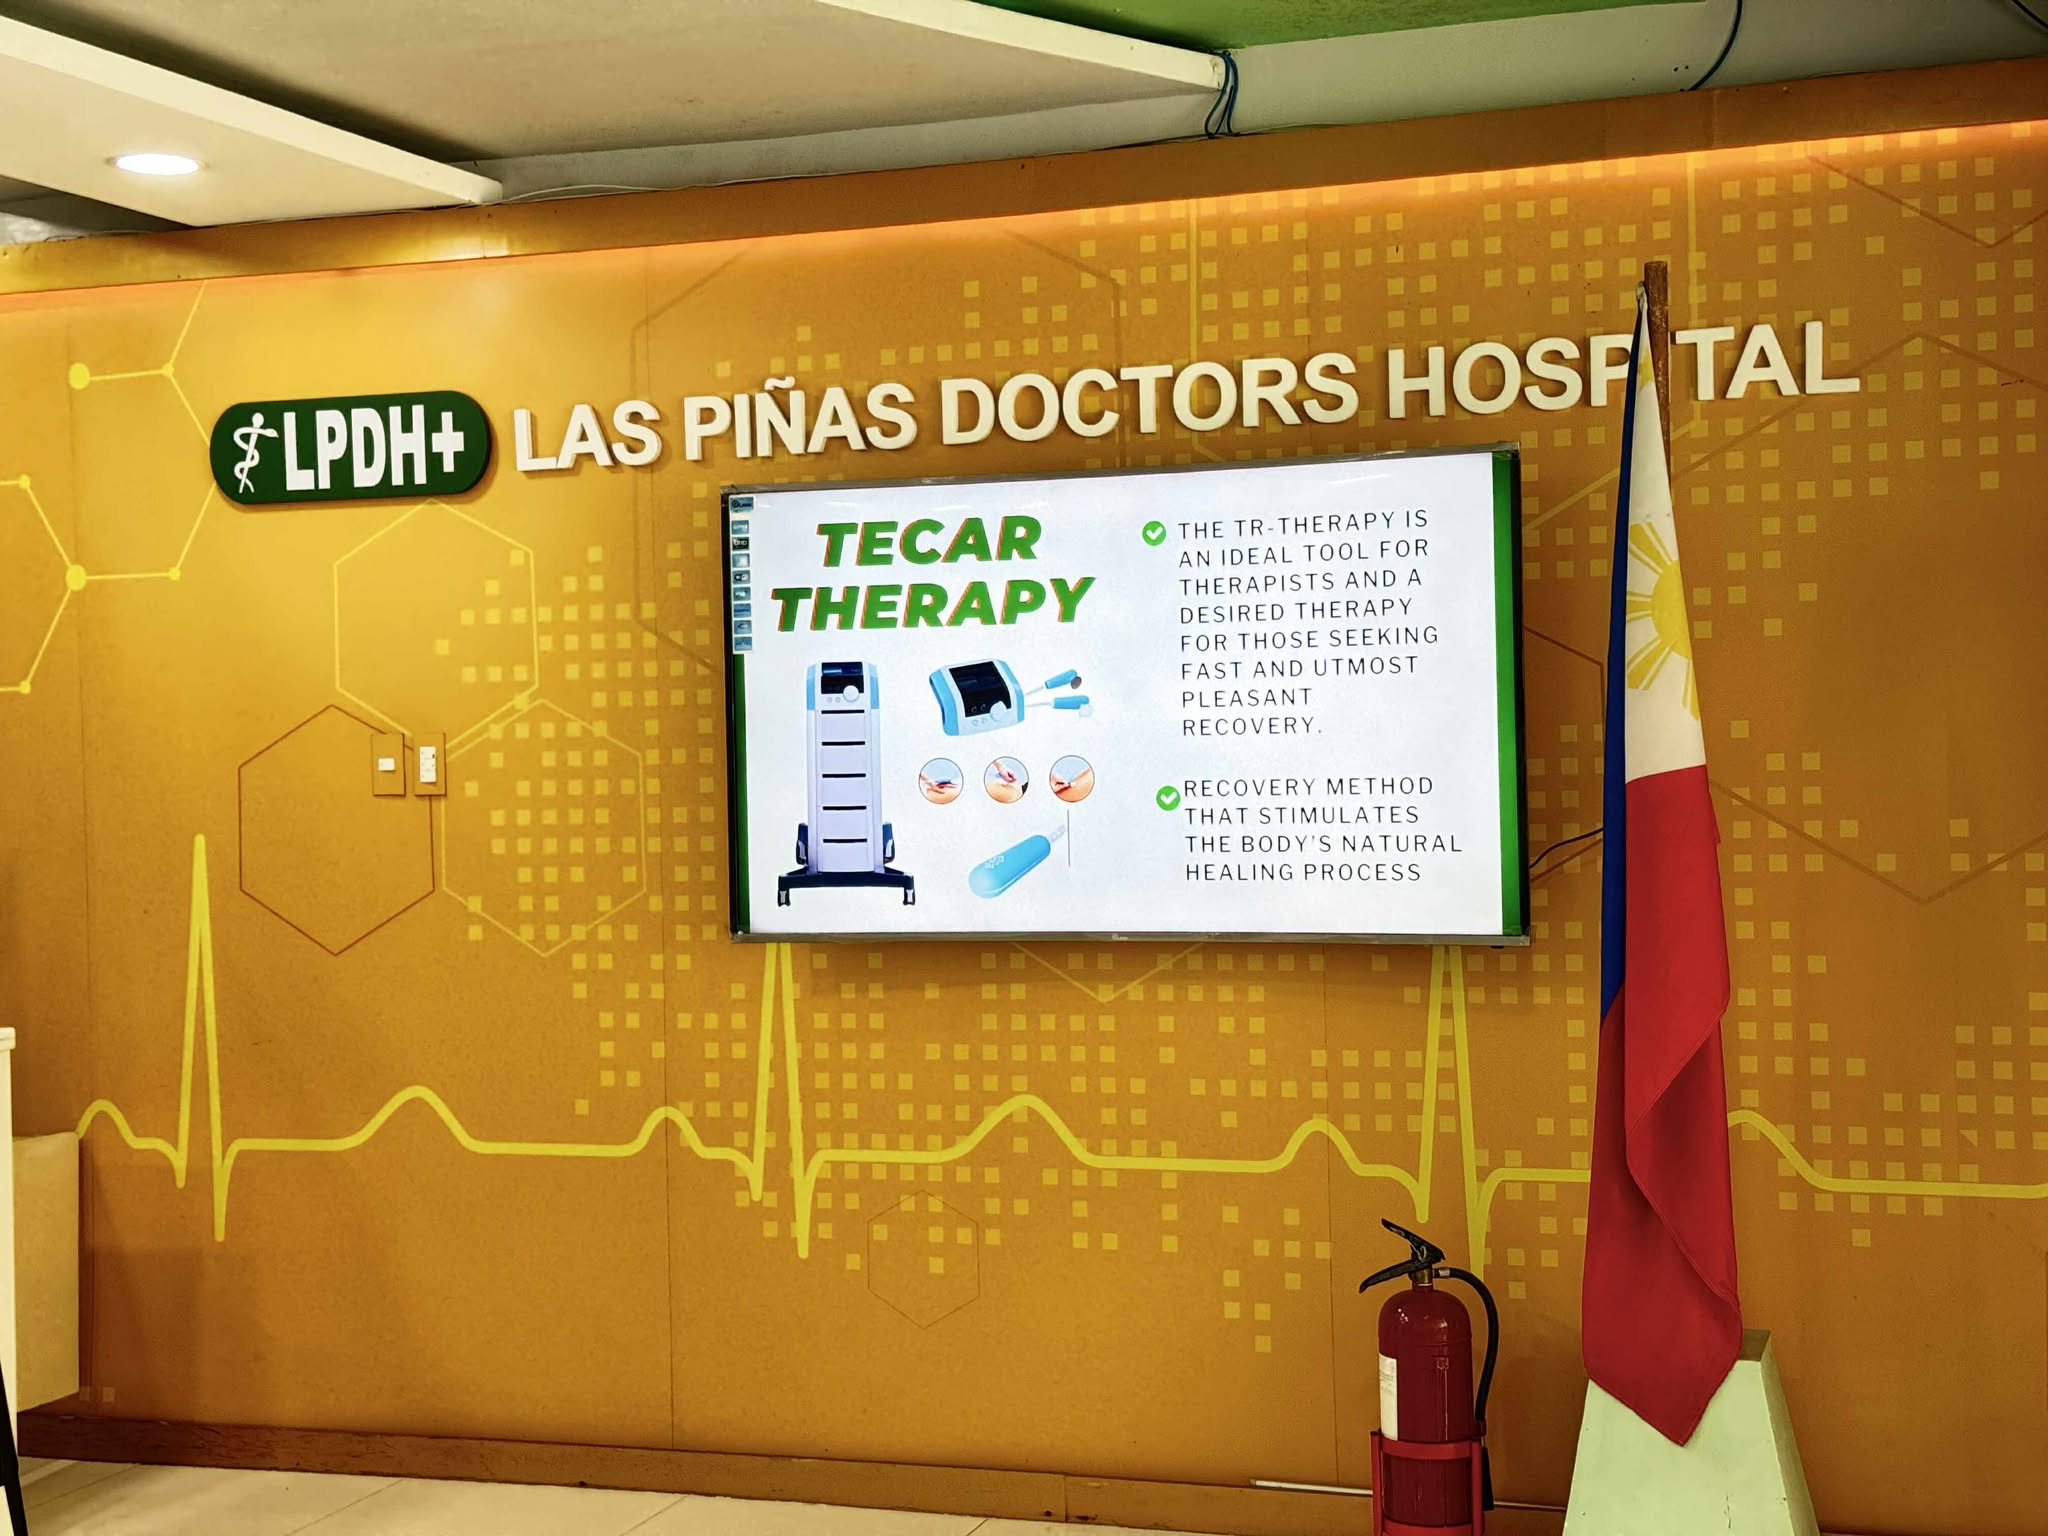 LPDH+
LAS PIÑAS DOCTORS HOSPITAL
TECAR
THERAPY
THE TR-THERAPY IS
AN IDEAL TOOL FOR
THERAPISTS AND A
DESIRED THERAPY
FOR THOSE SEEKING
FAST AND UTMOST
PLEASANT
RECOVERY.
RECOVERY METHOD
THAT STIMULATES
THE BODY'S NATURAL
HEALING PROCESS